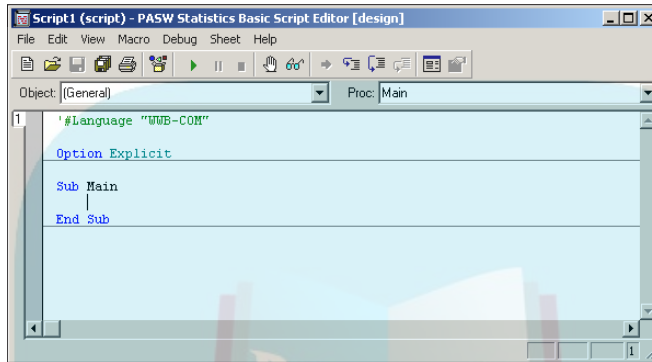 Script1 (script) - PASW Statistics Basic Script Editor [design]
File Edit View Macro Debug Sheet Help
Object: (General) Proc: Main
1
'#Language "WWB-COM"
Option Explicit
Sub Main
End Sub
1